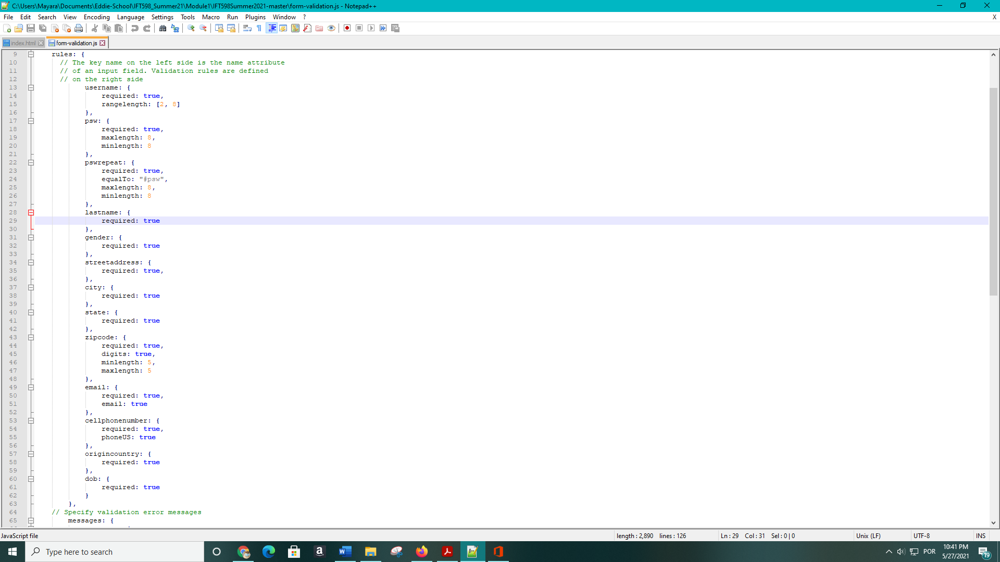 C:\Users\Mayara\Documents\Eddie-School\IFT598_Summer21\Module1\IFT598Summer2021-master\form-validation.js - Notepad++
File Edit Search View Encoding Language Settings Tools Macro Run Plugins Window ? X
index.html form-validation.js
9 rules: {
10 // The key name on the left side is the name attribute
11 // of an input field. Validation rules are defined
12 // on the right side
13 username: {
14 required: true,
15 rangelength: [2, 8]
16 },
17 psw: {
18 required: true,
19 maxlength: 8,
20 minlength: 8
21 },
22 pswrepeat: {
23 required: true,
24 equalTo: "#psw",
25 maxlength: 8,
26 minlength: 8
27 },
28 lastname: {
29 required: true
30 },
31 gender: {
32 required: true
33 },
34 streetaddress: {
35 required: true,
36 },
37 city: {
38 required: true
39 },
40 state: {
41 required: true
42 },
43 zipcode: {
44 required: true,
45 digits: true,
46 minlength: 5,
47 maxlength: 5
48 },
49 email: {
50 required: true,
51 email: true
52 },
53 cellphonenumber: {
54 required: true,
55 phoneUS: true
56 },
57 origincountry: {
58 required: true
59 },
60 dob: {
61 required: true
62 }
63 },
64 // Specify validation error messages
65 messages: {
JavaScript file length : 2,890 lines : 126 Ln : 29 Col : 31 Sel : 0 | 0 Unix (LF) UTF-8 INS
Type here to search POR 10:41 PM
5/27/2021 19